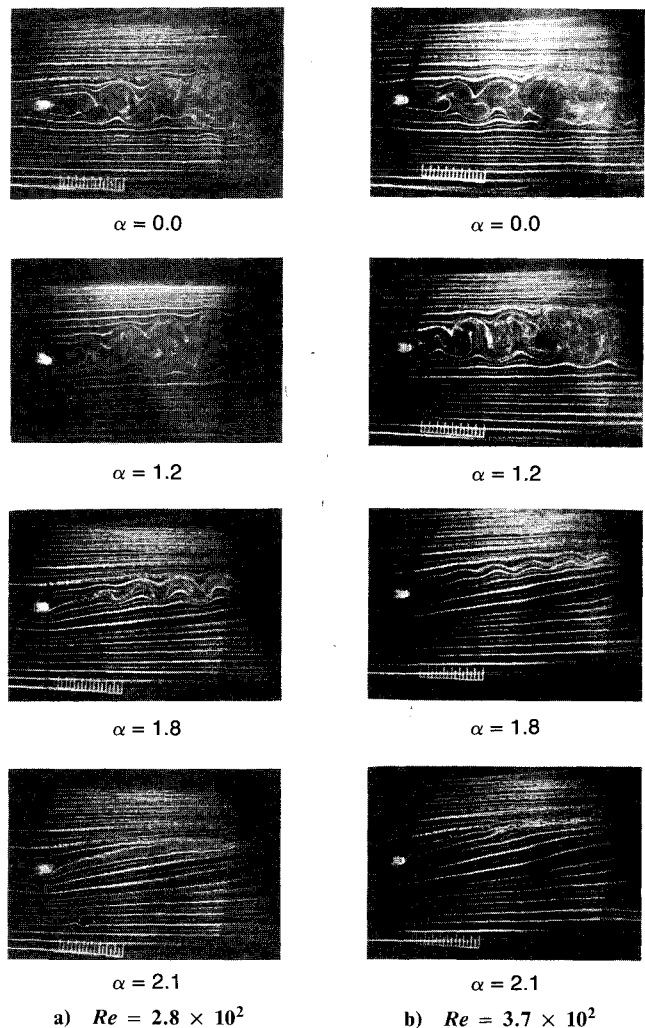 α = 0.0
α = 0.0
α = 1.2
α = 1.2
α = 1.8
α = 1.8
α = 2.1
α = 2.1
a) Re = 2.8 × 10²
b) Re = 3.7 × 10²